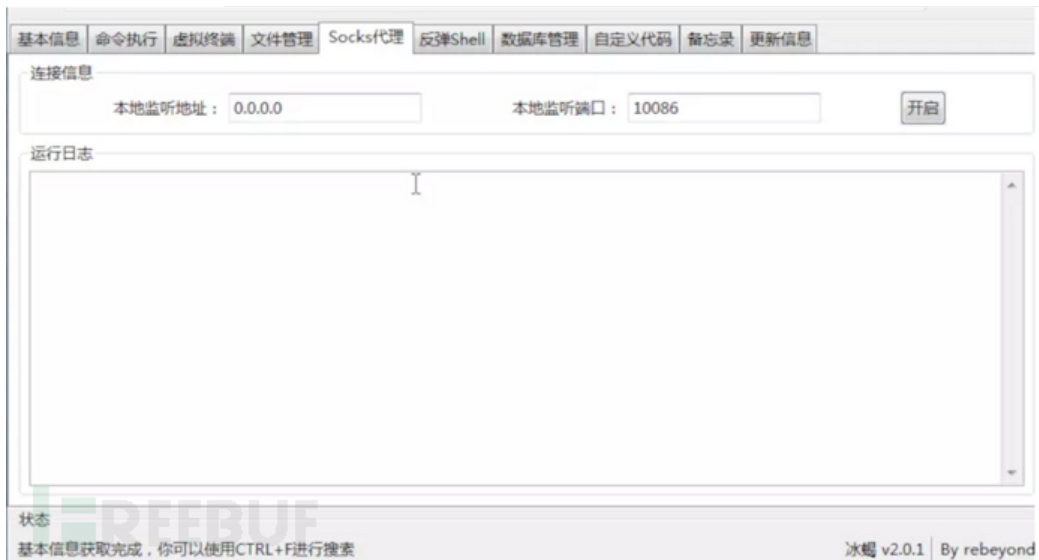 基本信息 命令执行 虚拟终端 文件管理 Socks代理 反弹Shell 数据库管理 自定义代码 备忘录 更新信息
连接信息
本地监听地址： 0.0.0.0 本地监听端口： 10086 开启
运行日志
REEBUF
状态
基本信息获取完成，你可以使用CTRL+F进行搜索 冰蝎 v2.0.1 By rebeyond